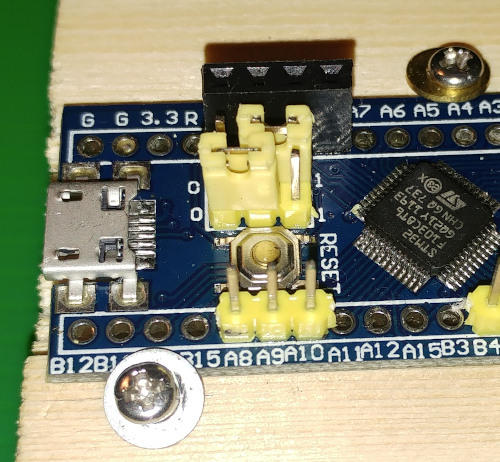 G G 3.3 R A7 A6 A5 A4 A3
0 1
0 1
RESET
STM32
ST
B12 B1 B15 A8 A9 A10 A11 A12 A15 B3 B4